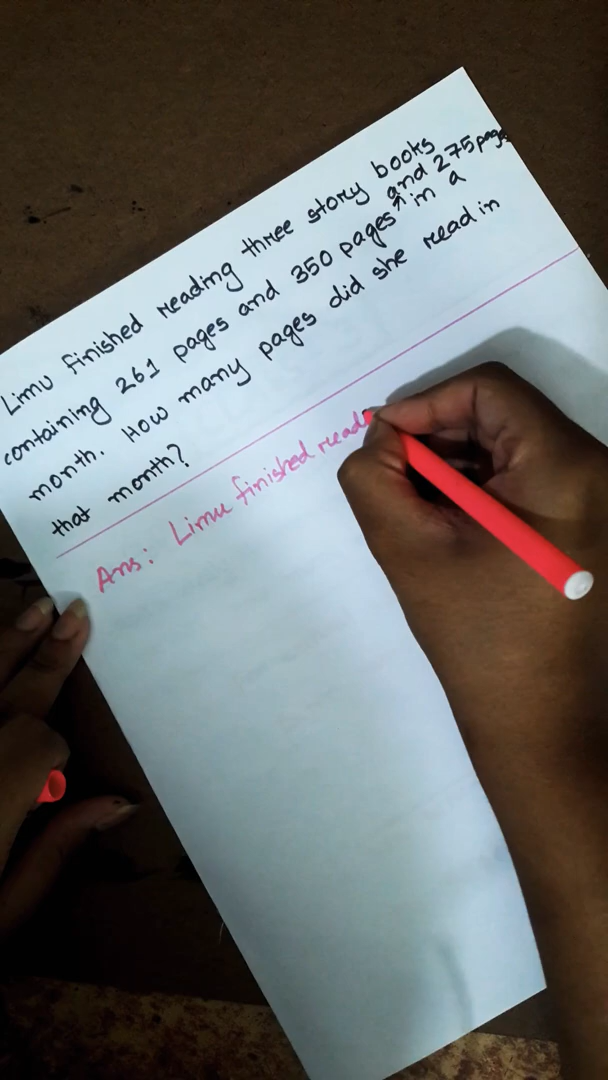 Limu finished reading three story books
containing 261 pages and 350 pages and 275 pages in a
month. How many pages did she read in
that month?
Ans: Limu finished read